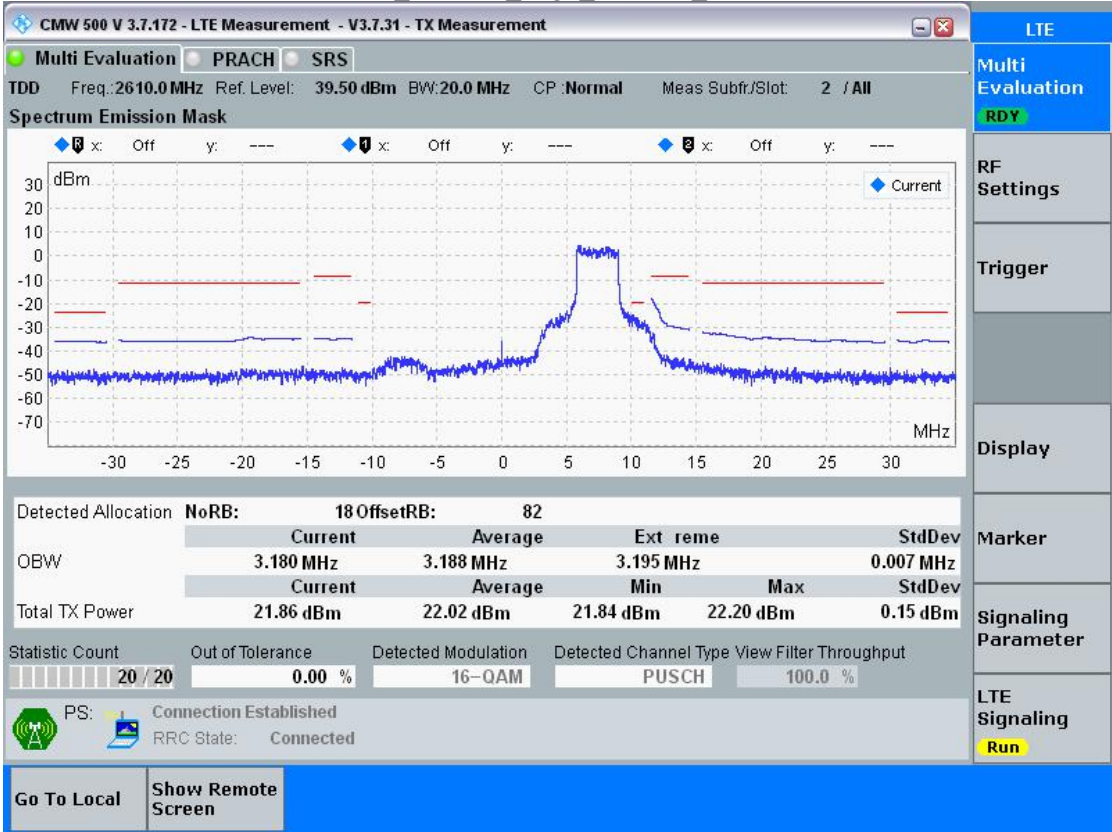 CMW 500 V 3.7.172 - LTE Measurement - V3.7.31 - TX Measurement
LTE
Multi Evaluation PRACH SRS
TDD Freq.:2610.0 MHz Ref. Level: 39.50 dBm BW:20.0 MHz CP :Normal Meas Subfr./Slot: 2 / All
Spectrum Emission Mask
R x: Off y: --- 1 x: Off y: --- 2 x: Off y: ---
dBm
Current
30
20
10
0
-10
-20
-30
-40
-50
-60
-70
MHz
-30 -25 -20 -15 -10 -5 0 5 10 15 20 25 30
Detected Allocation NoRB: 18 OffsetRB: 82
Current Average Ext reme StdDev
OBW 3.180 MHz 3.188 MHz 3.195 MHz 0.007 MHz
Current Average Min Max StdDev
Total TX Power 21.86 dBm 22.02 dBm 21.84 dBm 22.20 dBm 0.15 dBm
Statistic Count Out of Tolerance Detected Modulation Detected Channel Type View Filter Throughput
20 / 20 0.00 % 16-QAM PUSCH 100.0 %
PS: Connection Established
RRC State: Connected
Multi
Evaluation
RDY
RF
Settings
Trigger
Display
Marker
Signaling
Parameter
LTE
Signaling
Run
Go To Local
Show Remote
Screen